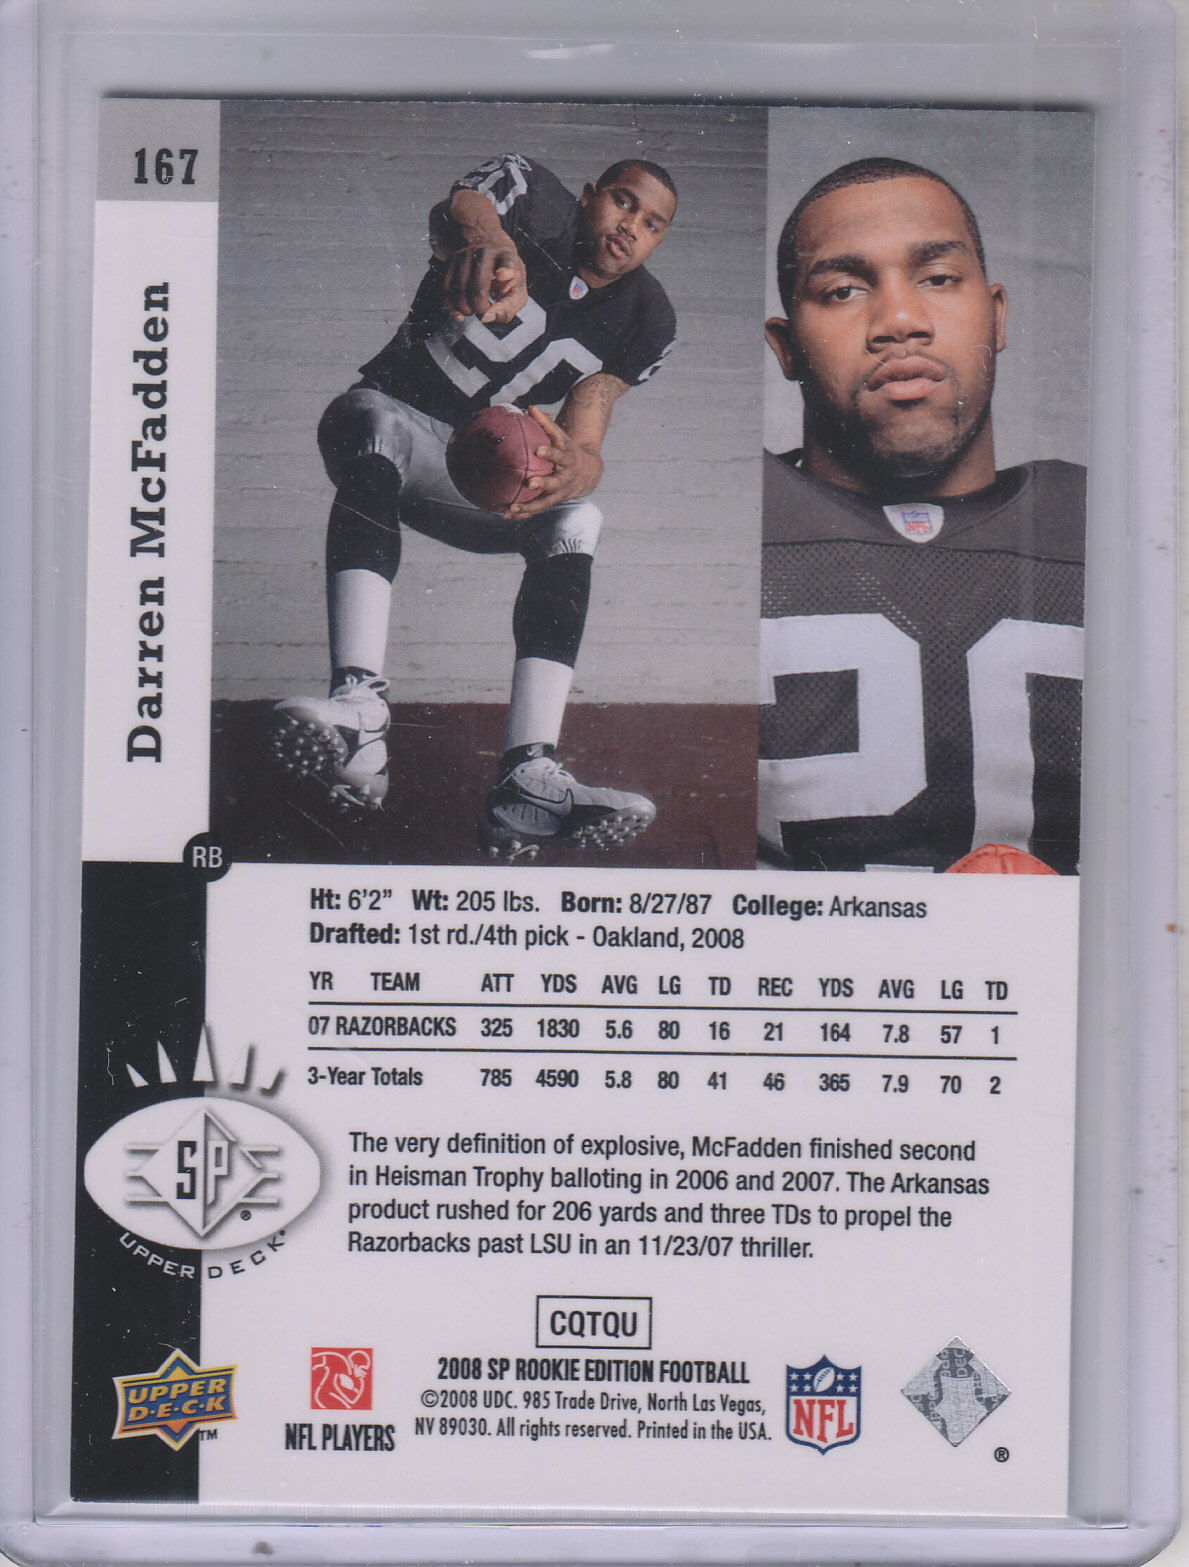 167
Darren McFadden
20
20
RB
Ht: 6'2" Wt: 205 lbs. Born: 8/27/87 College: Arkansas
Drafted: 1st rd./4th pick - Oakland, 2008
YR TEAM ATT YDS AVG LG TD REC YDS AVG LG TD
07 RAZORBACKS 325 1830 5.6 80 16 21 164 7.8 57 1
3-Year Totals 785 4590 5.8 80 41 46 365 7.9 70 2
The very definition of explosive, McFadden finished second
in Heisman Trophy balloting in 2006 and 2007. The Arkansas
product rushed for 206 yards and three TDs to propel the
Razorbacks past LSU in an 11/23/07 thriller.
SP®
UPPER DECK®
CQTQU
2008 SP ROOKIE EDITION FOOTBALL
©2008 UDC. 985 Trade Drive, North Las Vegas,
NV 89030. All rights reserved. Printed in the USA.
UPPER
D·E·C·K™
NFL PLAYERS
NFL
®